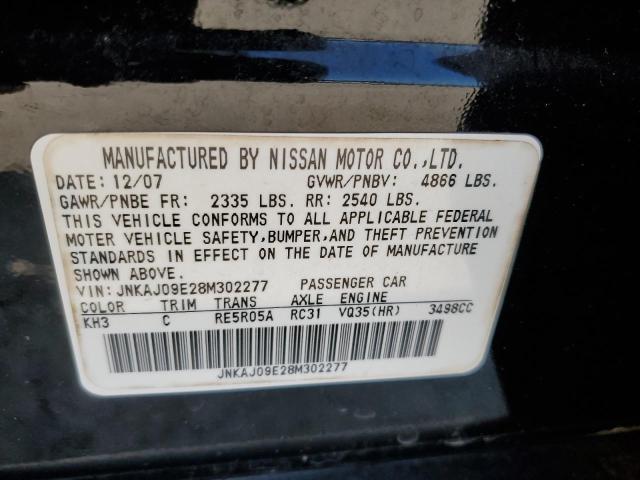 MANUFACTURED BY NISSAN MOTOR CO.,LTD.
DATE: 12/07 GVWR/PNBV: 4866 LBS.
GAWR/PNBE FR: 2335 LBS. RR: 2540 LBS.
THIS VEHICLE CONFORMS TO ALL APPLICABLE FEDERAL
MOTER VEHICLE SAFETY,BUMPER,AND THEFT PREVENTION
STANDARDS IN EFFECT ON THE DATE OF MANUFACTURE
SHOWN ABOVE.
VIN: JNKAJ09E28M302277 PASSENGER CAR
COLOR TRIM TRANS AXLE ENGINE
KH3 C RE5R05A RC31 VQ35(HR) 3498CC
JNKAJ09E28M302277